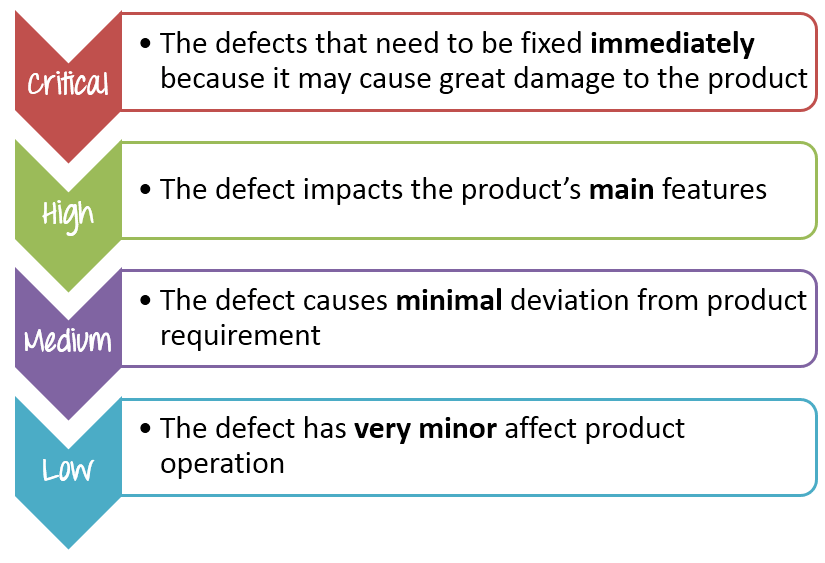 Critical
• The defects that need to be fixed immediately
because it may cause great damage to the product
High
• The defect impacts the product’s main features
Medium
• The defect causes minimal deviation from product
requirement
Low
• The defect has very minor affect product
operation